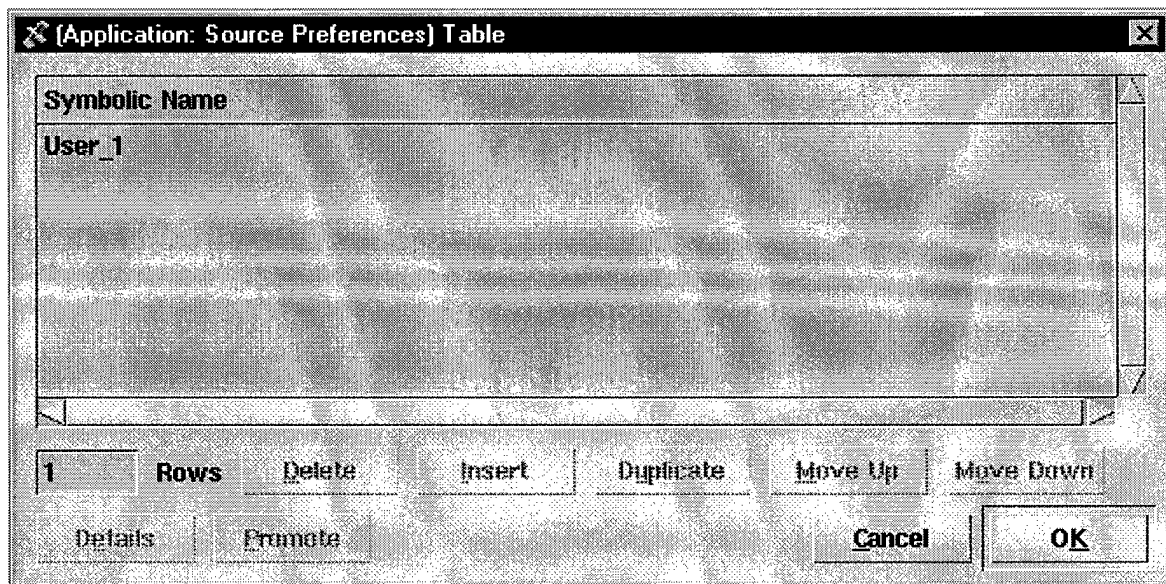 (Application: Source Preferences) Table
Symbolic Name
User_1
1 Rows Delete Insert Duplicate Move Up Move Down
Details Promote Cancel OK